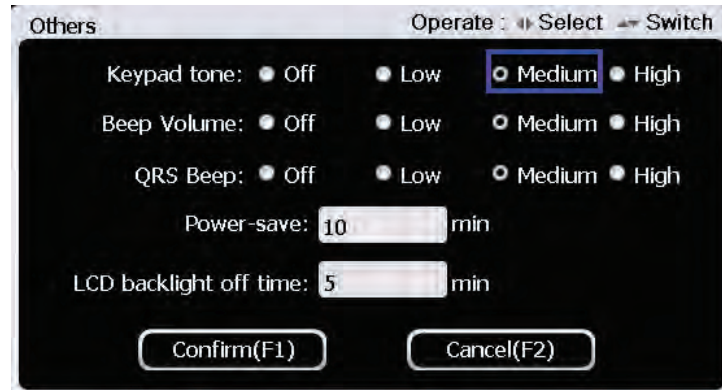 Others Operate : Select Switch
Keypad tone: Off Low Medium High
Beep Volume: Off Low Medium High
QRS Beep: Off Low Medium High
Power-save: 10 min
LCD backlight off time: 5 min
Confirm(F1) Cancel(F2)